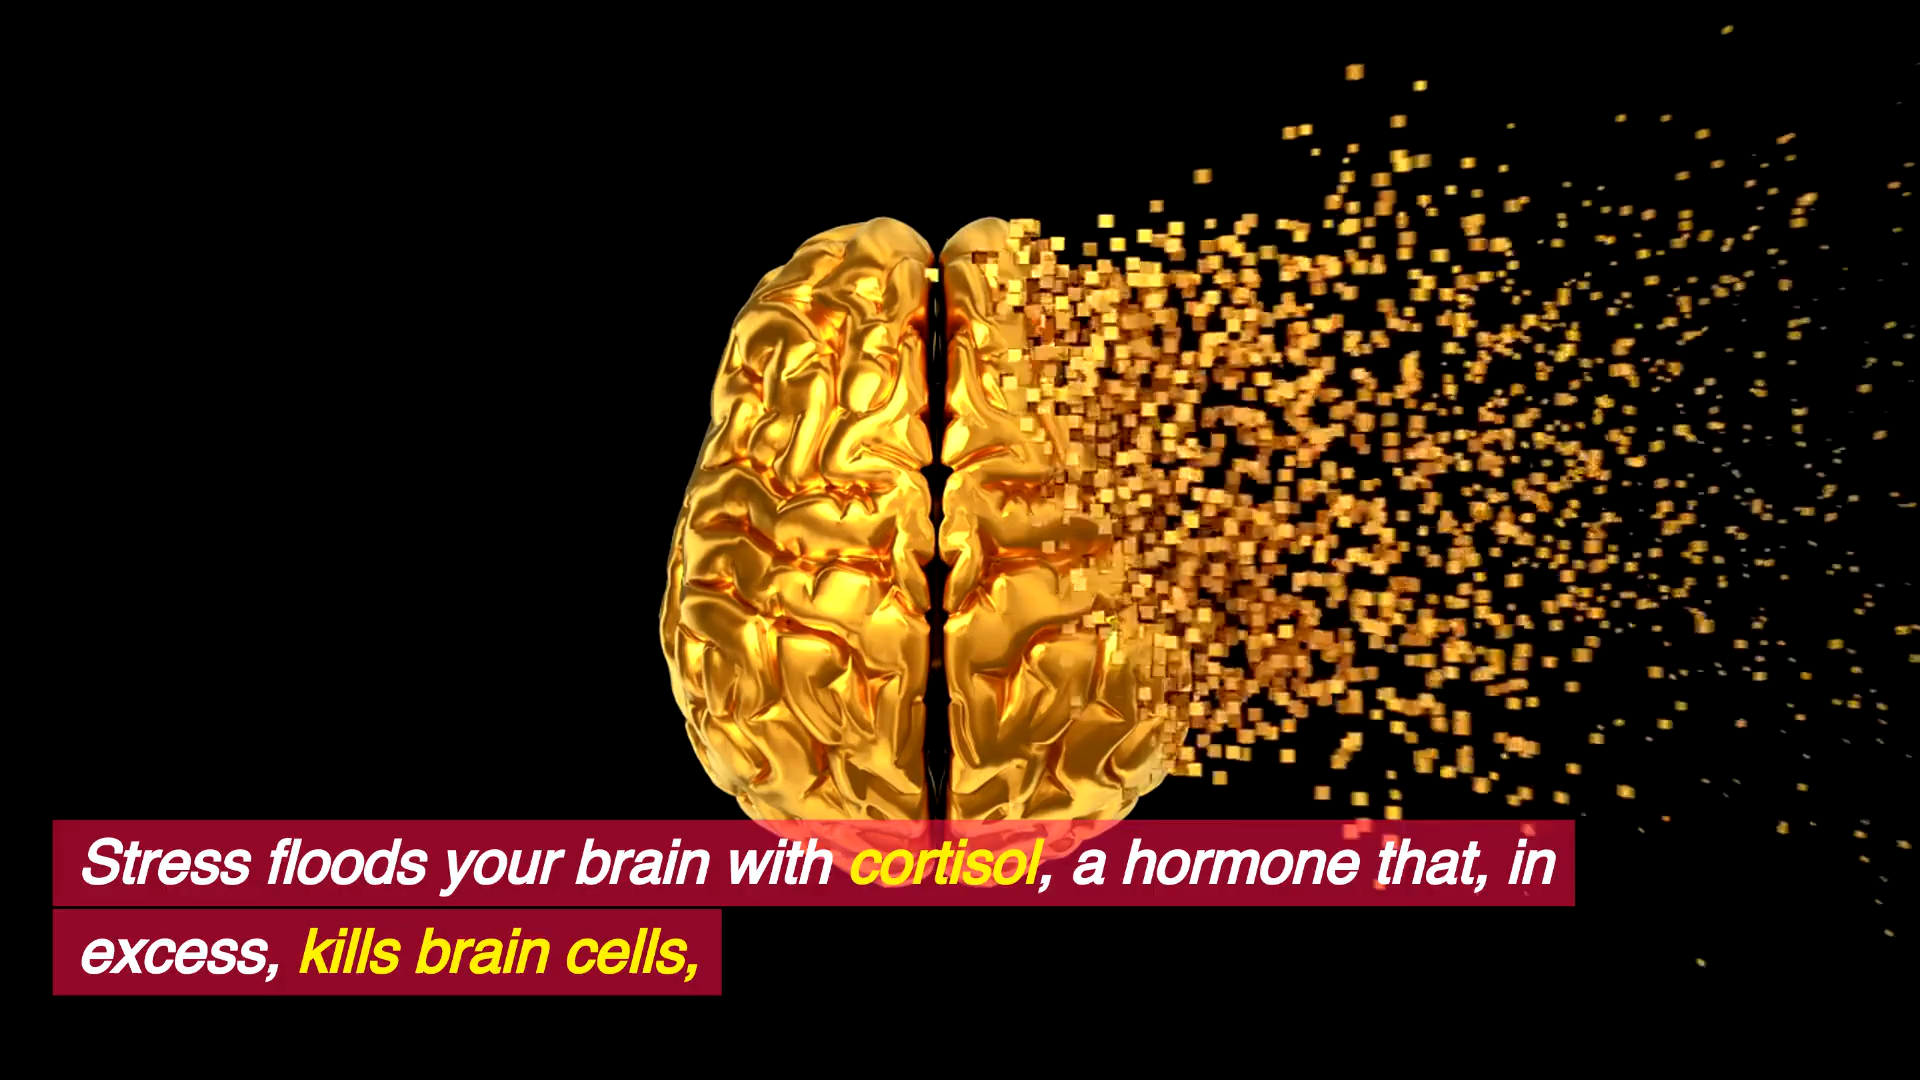 Stress floods your brain with cortisol, a hormone that, in
excess, kills brain cells,